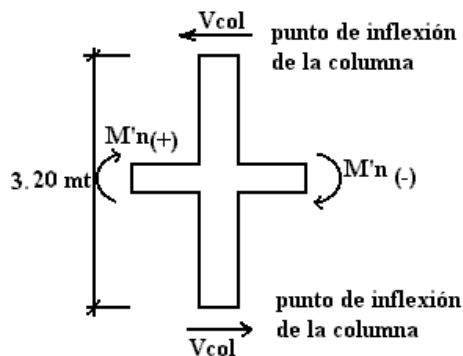 Vcol
punto de inflexión
de la columna
M'n(+)
3.20 mt
M'n (-)
punto de inflexión
de la columna
Vcol